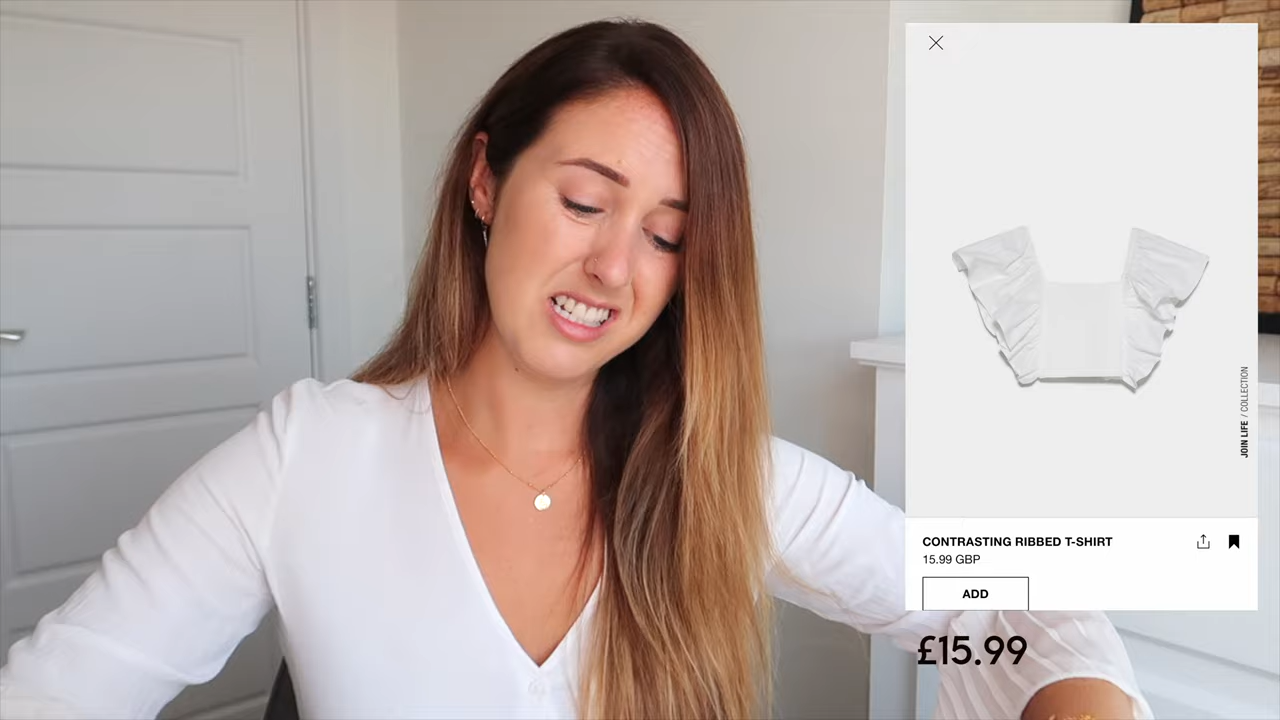 JOIN LIFE / COLLECTION
CONTRASTING RIBBED T-SHIRT
15.99 GBP
ADD
£15.99